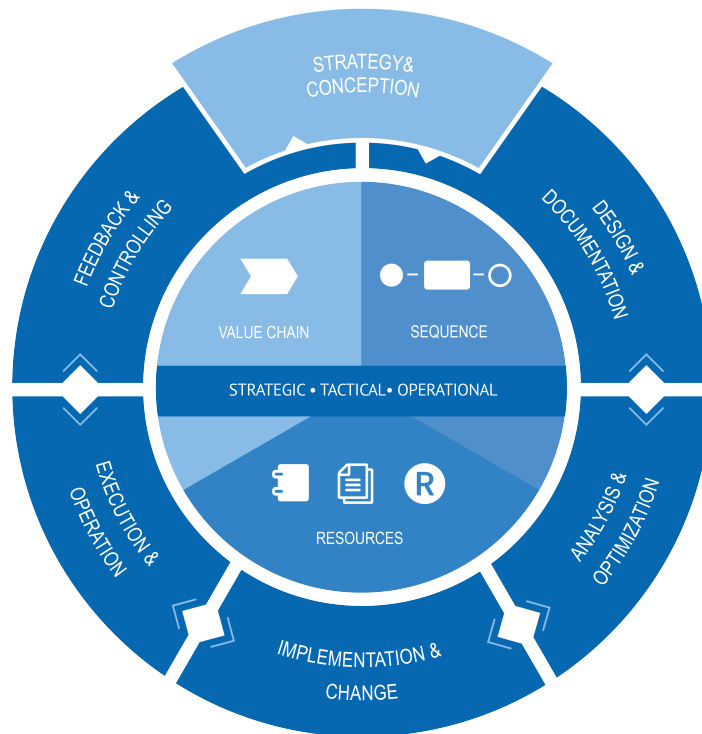 STRATEGY&
CONCEPTION
DESIGN &
DOCUMENTATION
ANALYSIS &
OPTIMIZATION
IMPLEMENTATION &
CHANGE
EXECUTION &
OPERATION
FEEDBACK &
CONTROLLING
VALUE CHAIN
SEQUENCE
STRATEGIC • TACTICAL• OPERATIONAL
R
RESOURCES